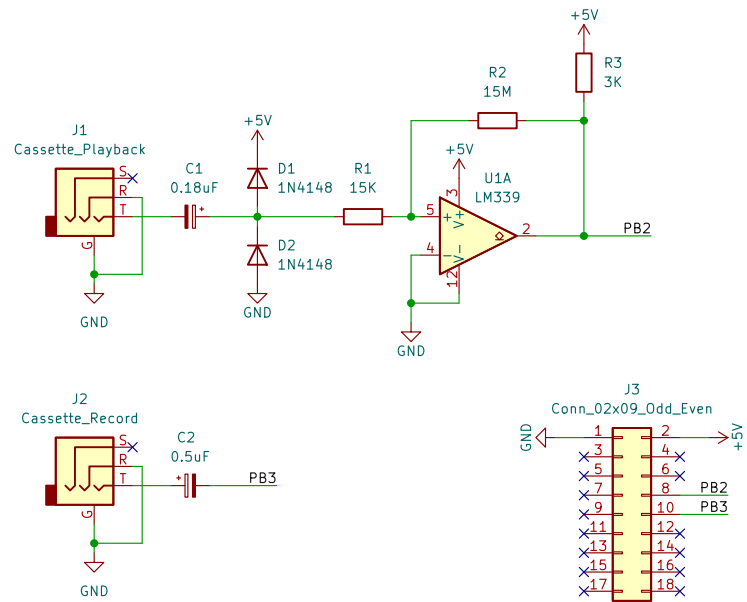 +5V
R3
3K
R2
15M
+5V
J1
Cassette_Playback
S
R
T
G
GND
C1
0.18uF
+
D1
1N4148
D2
1N4148
GND
R1
15K
+5V
U1A
LM339
3
V+
5
+
4
-
V-
12
2
PB2
GND
J2
Cassette_Record
S
R
T
G
GND
C2
0.5uF
+
PB3
J3
Conn_02x09_Odd_Even
GND
1 2
+5V
3 4
5 6
7 8 PB2
9 10 PB3
11 12
13 14
15 16
17 18